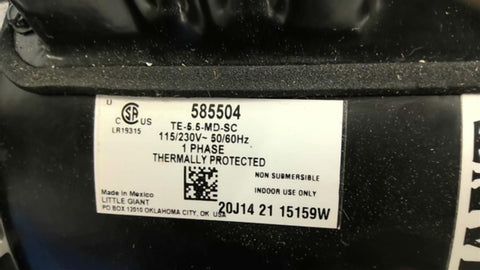 585504
TE-5.5-MD-SC
115/230V~ 50/60Hz
1 PHASE
THERMALLY PROTECTED
U
C US
LR19315
NON SUBMERSIBLE
INDOOR USE ONLY
Made in Mexico
LITTLE GIANT
PO BOX 12010 OKLAHOMA CITY, OK USA
20J14 21 15159W